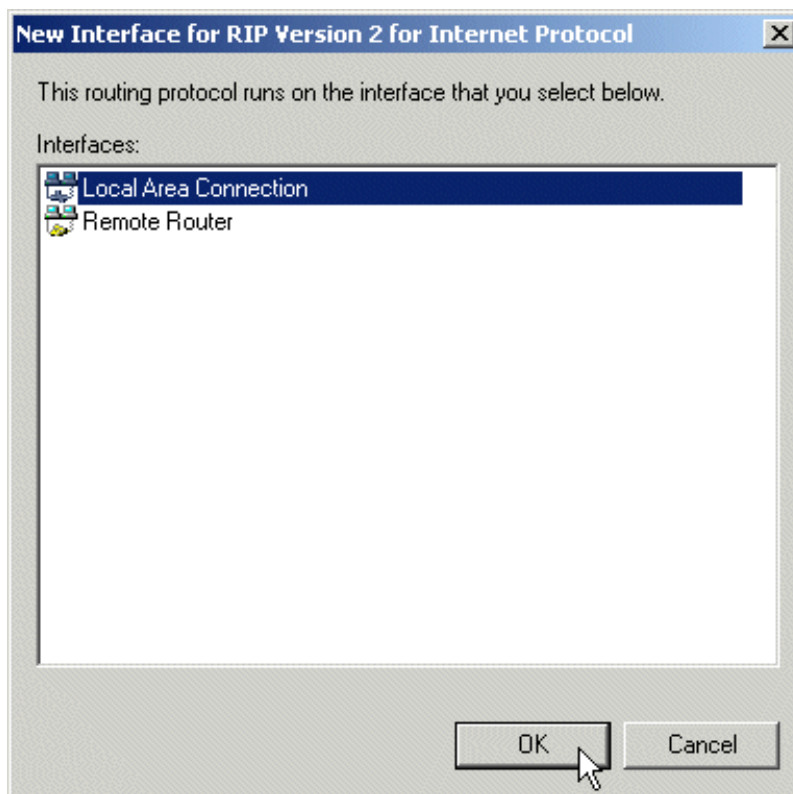 New Interface for RIP Version 2 for Internet Protocol
This routing protocol runs on the interface that you select below.
Interfaces:
Local Area Connection
Remote Router
OK
Cancel